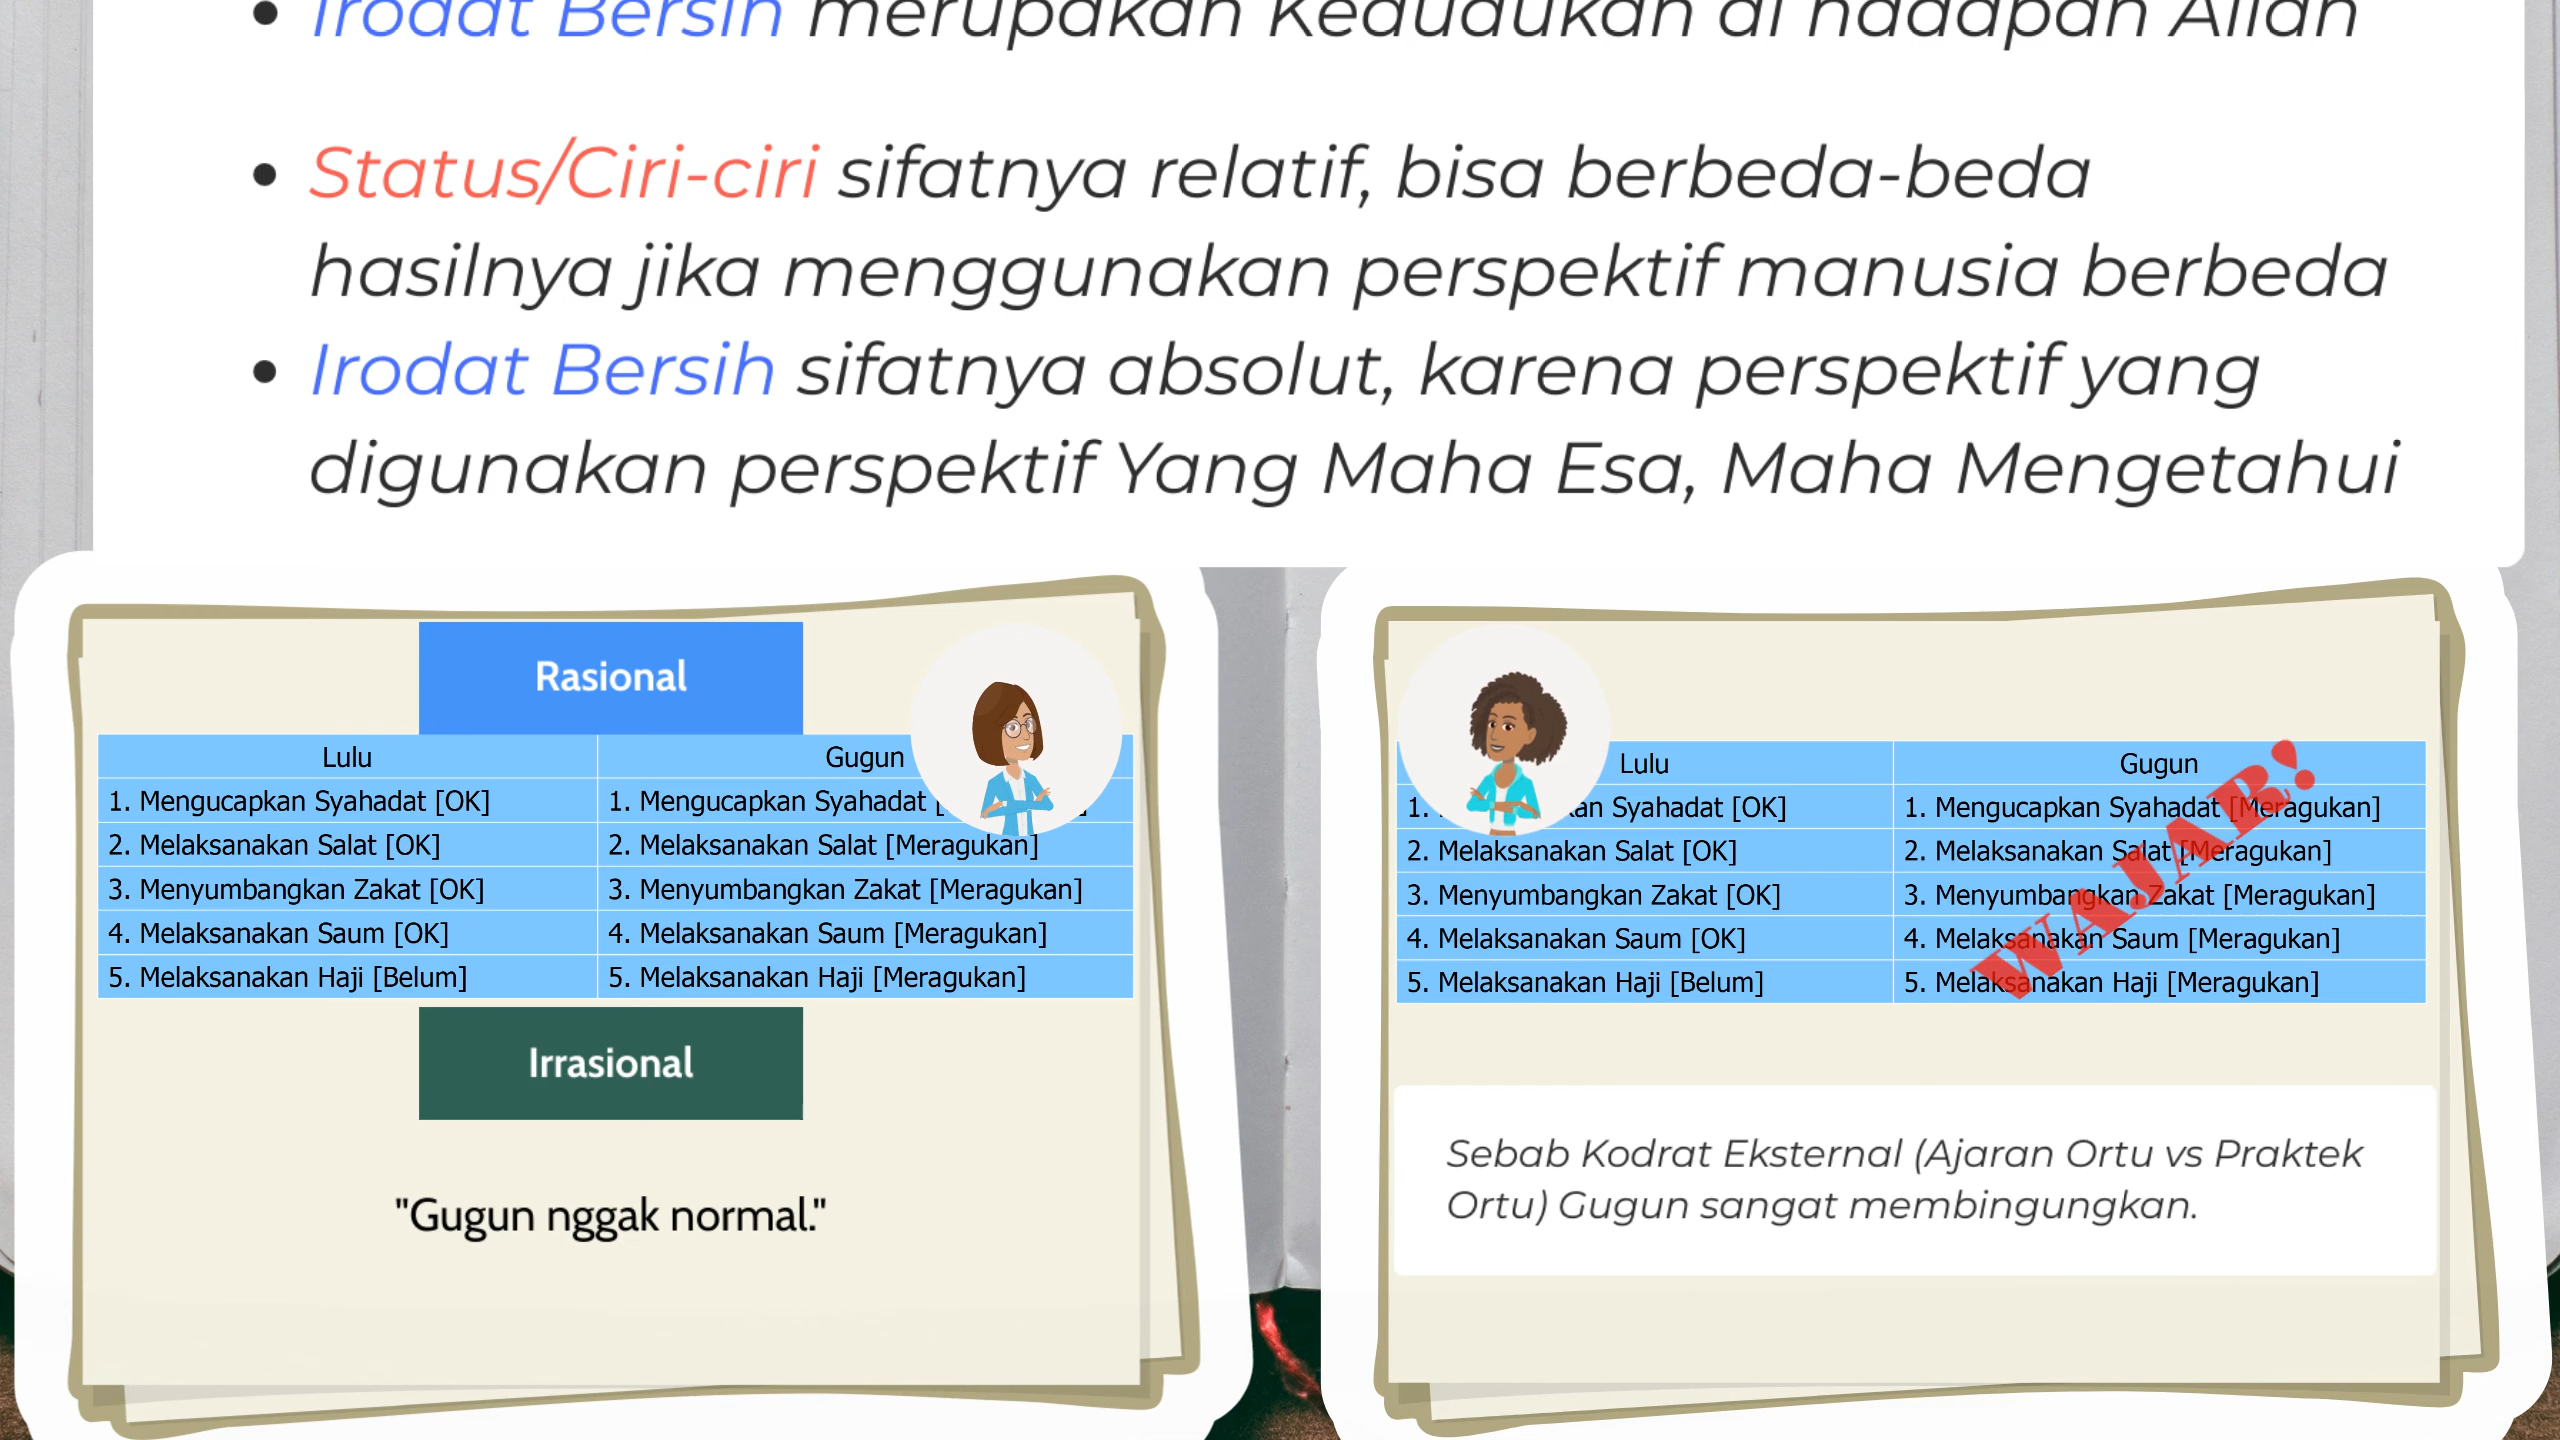 • Irodat Bersih merupakan Kedudukan di hadapan Allah
• Status/Ciri-ciri sifatnya relatif, bisa berbeda-beda
hasilnya jika menggunakan perspektif manusia berbeda
• Irodat Bersih sifatnya absolut, karena perspektif yang
digunakan perspektif Yang Maha Esa, Maha Mengetahui
Rasional
Lulu
Gugun
1. Mengucapkan Syahadat [OK]
1. Mengucapkan Syahadat [
2. Melaksanakan Salat [OK]
2. Melaksanakan Salat [Meragukan]
3. Menyumbangkan Zakat [OK]
3. Menyumbangkan Zakat [Meragukan]
4. Melaksanakan Saum [OK]
4. Melaksanakan Saum [Meragukan]
5. Melaksanakan Haji [Belum]
5. Melaksanakan Haji [Meragukan]
Irrasional
"Gugun nggak normal."
Lulu
Gugun
1. Syahadat [OK]
1. Mengucapkan Syahadat [Meragukan]
2. Melaksanakan Salat [OK]
2. Melaksanakan Salat [Meragukan]
3. Menyumbangkan Zakat [OK]
3. Menyumbangkan Zakat [Meragukan]
4. Melaksanakan Saum [OK]
4. Melaksanakan Saum [Meragukan]
5. Melaksanakan Haji [Belum]
5. Melaksanakan Haji [Meragukan]
WAJAR!
Sebab Kodrat Eksternal (Ajaran Ortu vs Praktek
Ortu) Gugun sangat membingungkan.